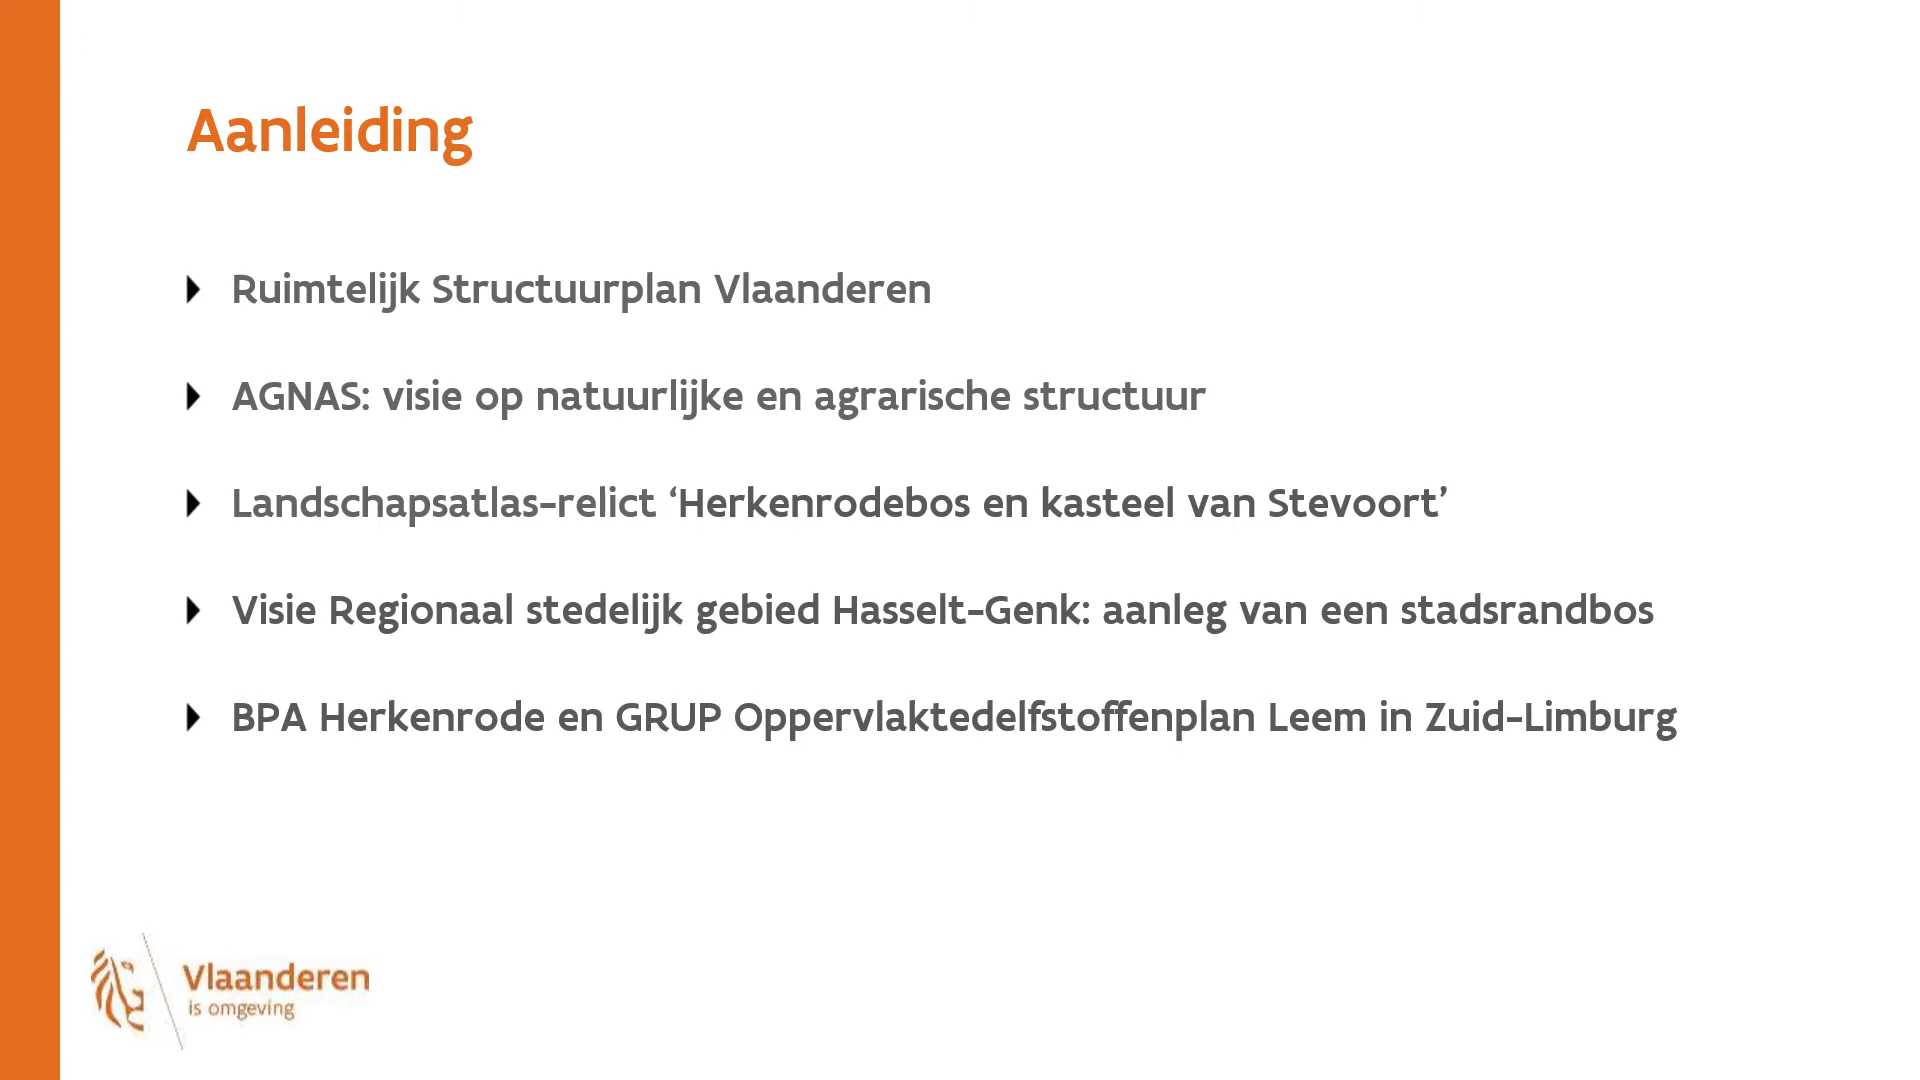 Aanleiding
Ruimtelijk Structuurplan Vlaanderen
AGNAS: visie op natuurlijke en agrarische structuur
Landschapsatlas-relict ‘Herkenrodebos en kasteel van Stevoort’
Visie Regionaal stedelijk gebied Hasselt-Genk: aanleg van een stadsrandbos
BPA Herkenrode en GRUP Oppervlaktedelfstoffenplan Leem in Zuid-Limburg
Vlaanderen
is omgeving